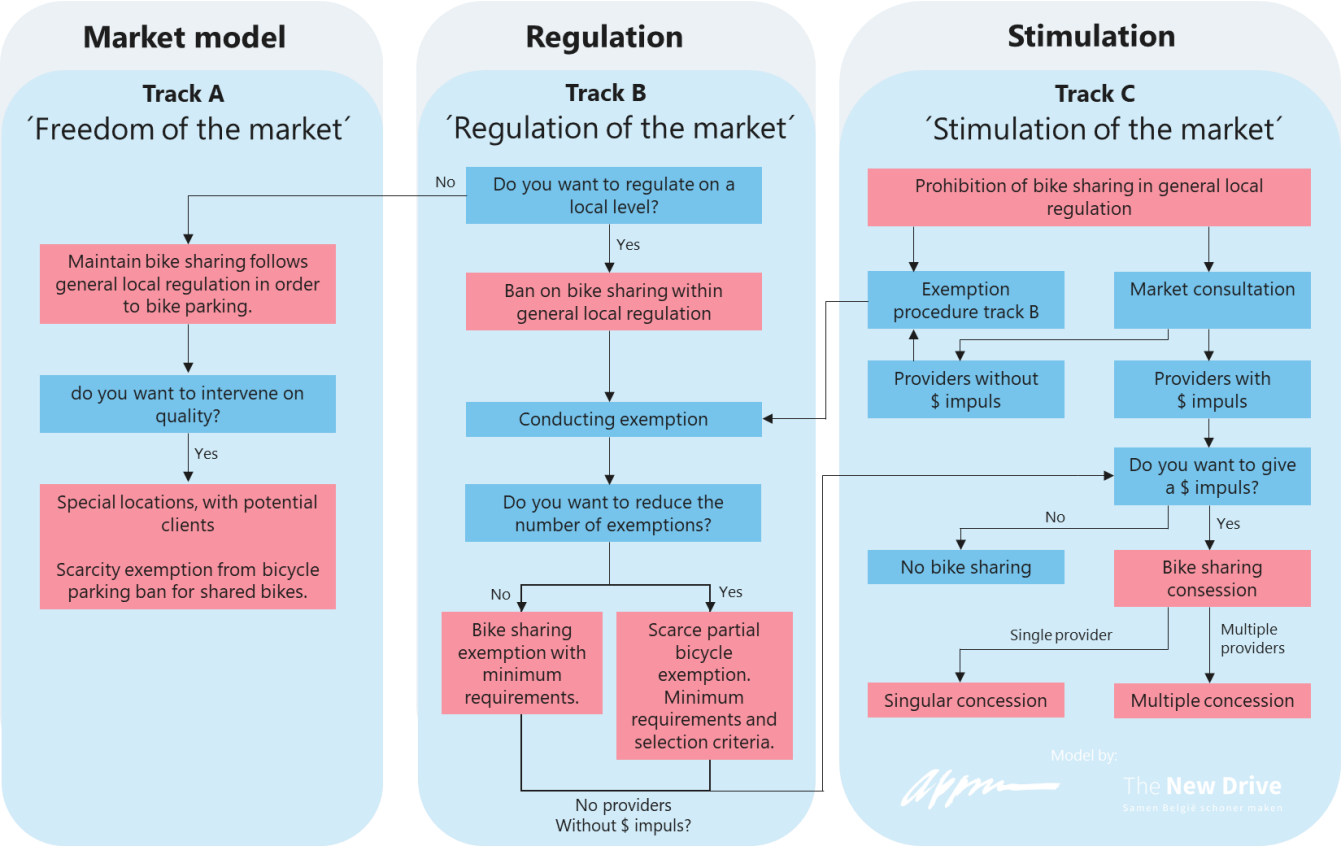 Market model
Track A
´Freedom of the market´
Maintain bike sharing follows
general local regulation in order
to bike parking.
do you want to intervene on
quality?
Yes
Special locations, with potential
clients
Scarcity exemption from bicycle
parking ban for shared bikes.
Regulation
Track B
´Regulation of the market´
No
Do you want to regulate on a
local level?
Yes
Ban on bike sharing within
general local regulation
Conducting exemption
Do you want to reduce the
number of exemptions?
No
Yes
Bike sharing
exemption with
minimum
requirements.
Scarce partial
bicycle
exemption.
Minimum
requirements and
selection criteria.
No providers
Without $ impuls?
Stimulation
Track C
´Stimulation of the market´
Prohibition of bike sharing in general local
regulation
Exemption
procedure track B
Market consultation
Providers without
$ impuls
Providers with
$ impuls
Do you want to give
a $ impuls?
No
Yes
No bike sharing
Bike sharing
consession
Single provider
Multiple
providers
Singular concession
Multiple concession
Model by:
appm
The New Drive
Samen België schoner maken